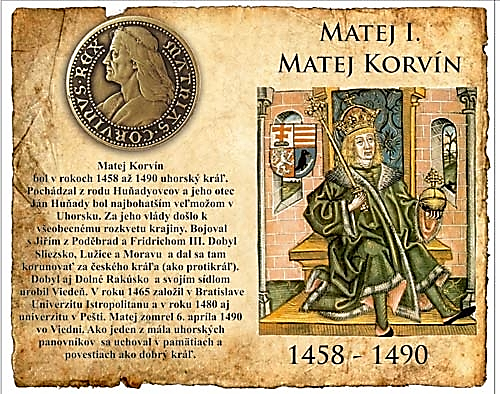 MATEJ I.
MATEJ KORVÍN
MATHIAS·CORVINUS·REX
Matej Korvín
bol v rokoch 1458 až 1490 uhorský kráľ.
Pochádzal z rodu Huňadyovcov a jeho otec
Ján Huňady bol najbohatším veľmožom v
Uhorsku. Za jeho vlády došlo k
všeobecnému rozkvetu krajiny. Bojoval
s Jiřím z Poděbrad a Fridrichom III. Dobyl
Sliezsko, Lužice a Moravu a dal sa tam
korunovať za českého kráľa (ako protikráľ).
Dobyl aj Dolné Rakúsko a svojím sídlom
urobil Viedeň. V roku 1465 založil v Bratislave
Univerzitu Istropolitanu a v roku 1480 aj
univerzitu v Pešti. Matej zomrel 6. apríla 1490
vo Viedni. Ako jeden z mála uhorských
panovníkov sa uchoval v pamätiach a
povestiach ako dobrý kráľ.
1458 - 1490